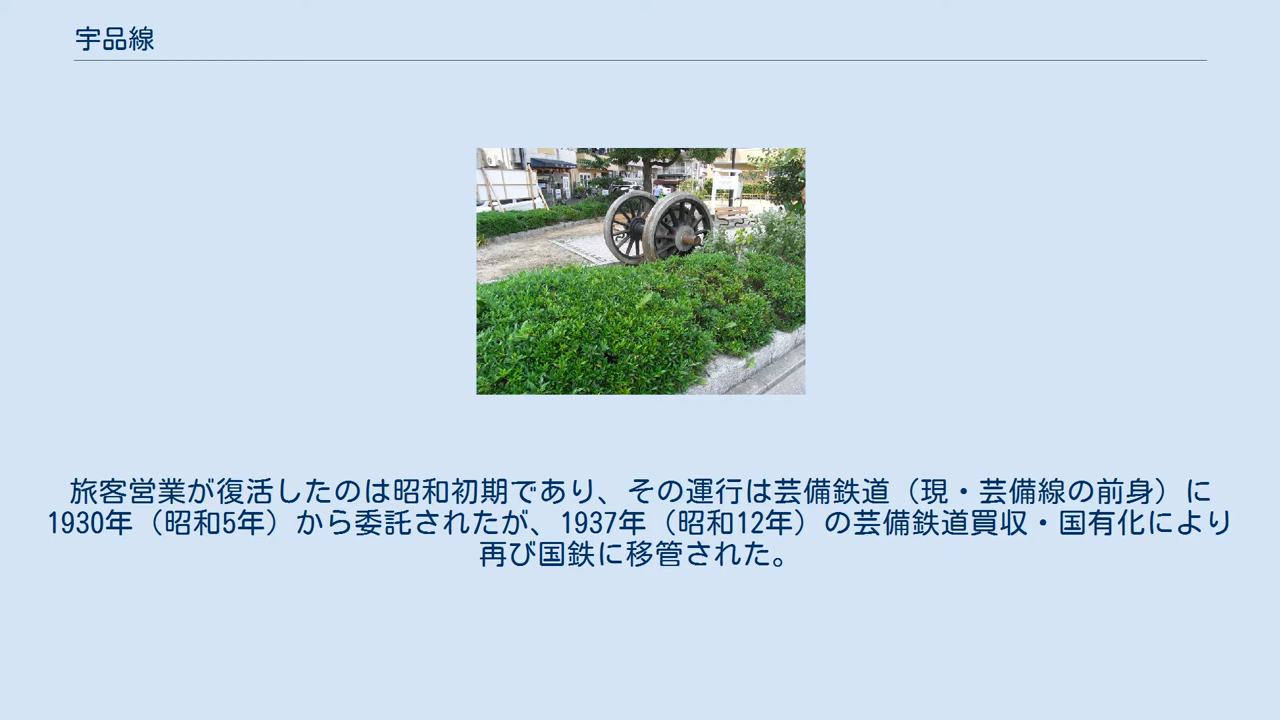 宇品線
旅客営業が復活したのは昭和初期であり、その運行は芸備鉄道（現・芸備線の前身）に
1930年（昭和5年）から委託されたが、1937年（昭和12年）の芸備鉄道買収・国有化により
再び国鉄に移管された。